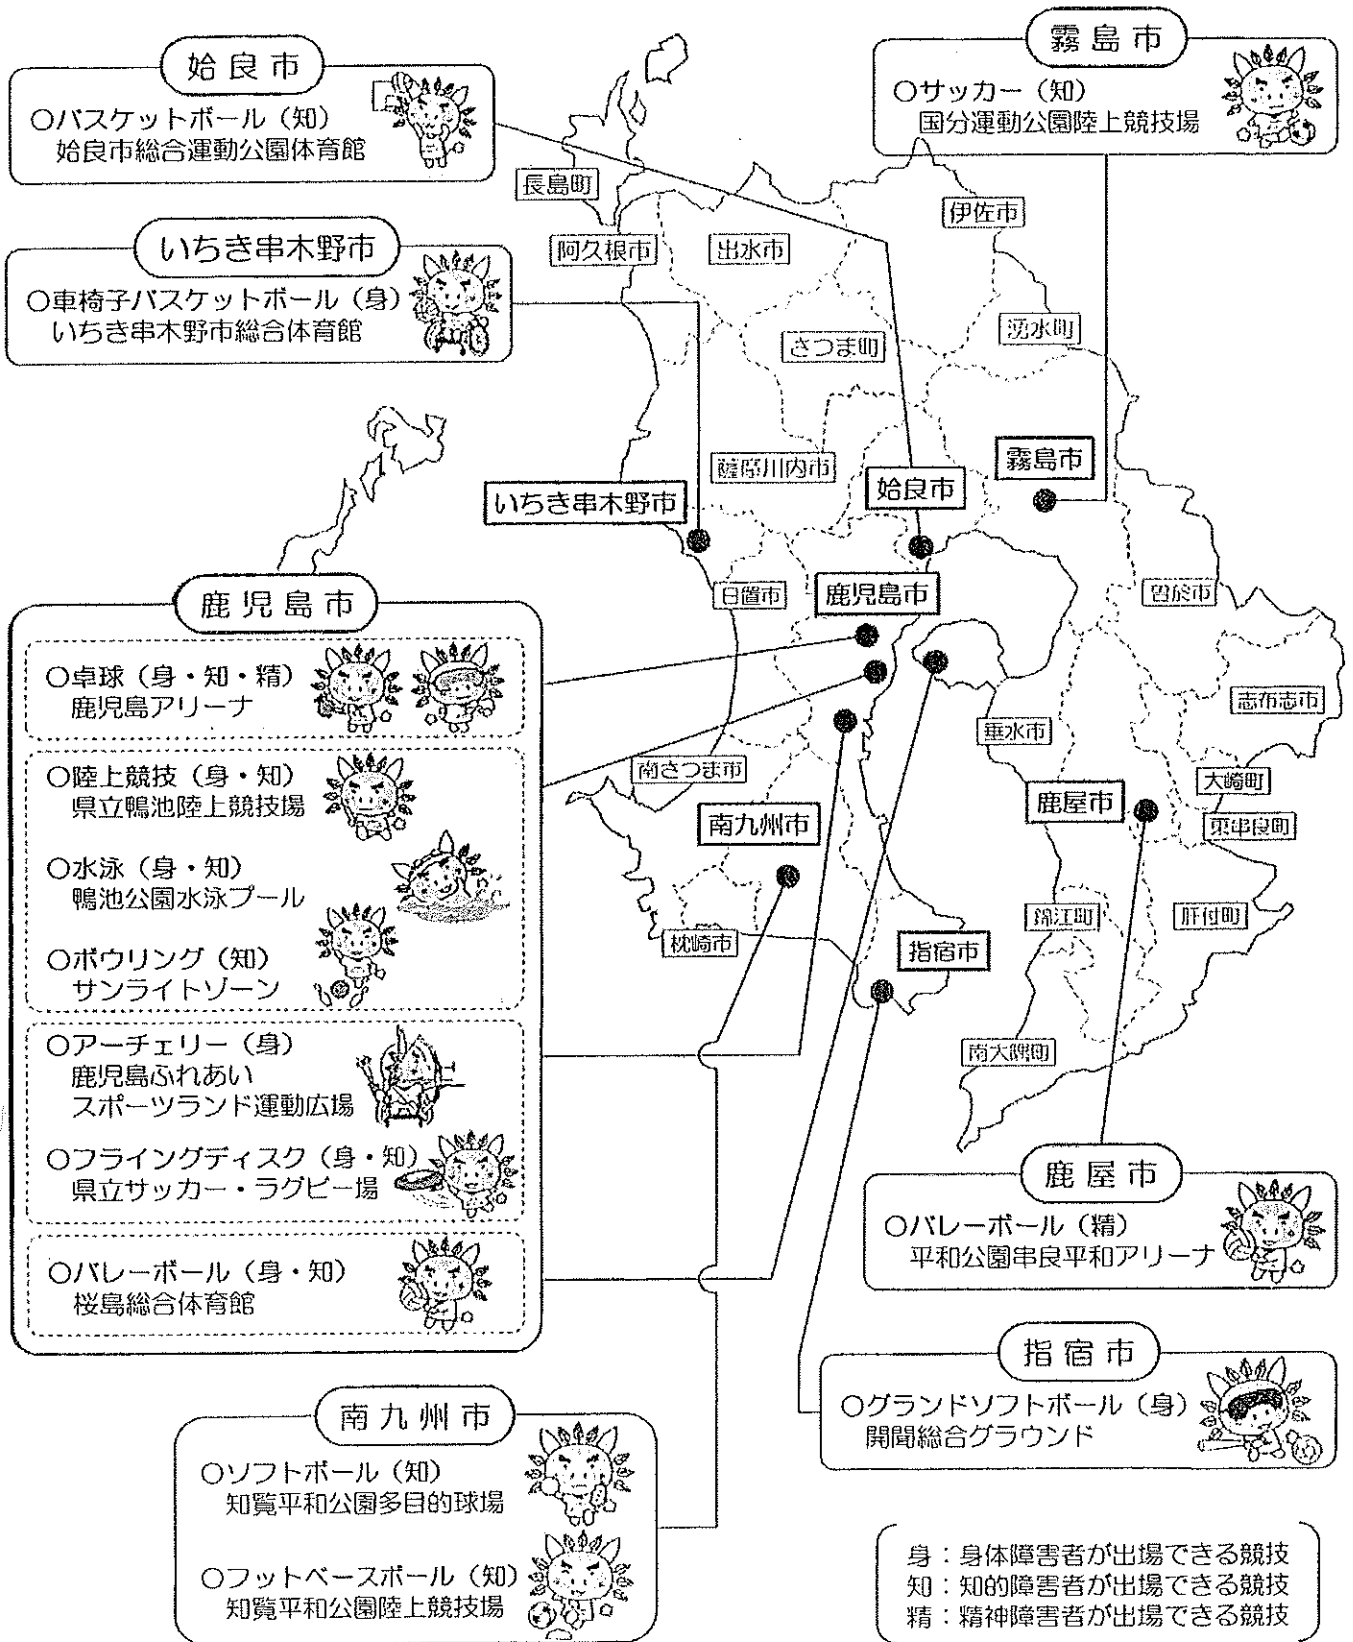 姶良市
○バスケットボール（知）
姶良市総合運動公園体育館
霧島市
○サッカー（知）
国分運動公園陸上競技場
いちき串木野市
○車椅子バスケットボール（身）
いちき串木野市総合体育館
長島町
阿久根市
出水市
伊佐市
さつま町
湧水町
薩摩川内市
霧島市
姶良市
いちき串木野市
日置市
鹿児島市
曽於市
志布志市
垂水市
大崎町
南さつま市
鹿屋市
東串良町
南九州市
錦江町
肝付町
枕崎市
指宿市
南大隅町
鹿児島市
○卓球（身・知・精）
鹿児島アリーナ
○陸上競技（身・知）
県立鴨池陸上競技場
○水泳（身・知）
鴨池公園水泳プール
○ボウリング（知）
サンライトゾーン
○アーチェリー（身）
鹿児島ふれあい
スポーツランド運動広場
○フライングディスク（身・知）
県立サッカー・ラグビー場
○バレーボール（身・知）
桜島総合体育館
鹿屋市
○バレーボール（精）
平和公園串良平和アリーナ
指宿市
○グランドソフトボール（身）
開聞総合グラウンド
南九州市
○ソフトボール（知）
知覧平和公園多目的球場
○フットベースボール（知）
知覧平和公園陸上競技場
身：身体障害者が出場できる競技
知：知的障害者が出場できる競技
精：精神障害者が出場できる競技